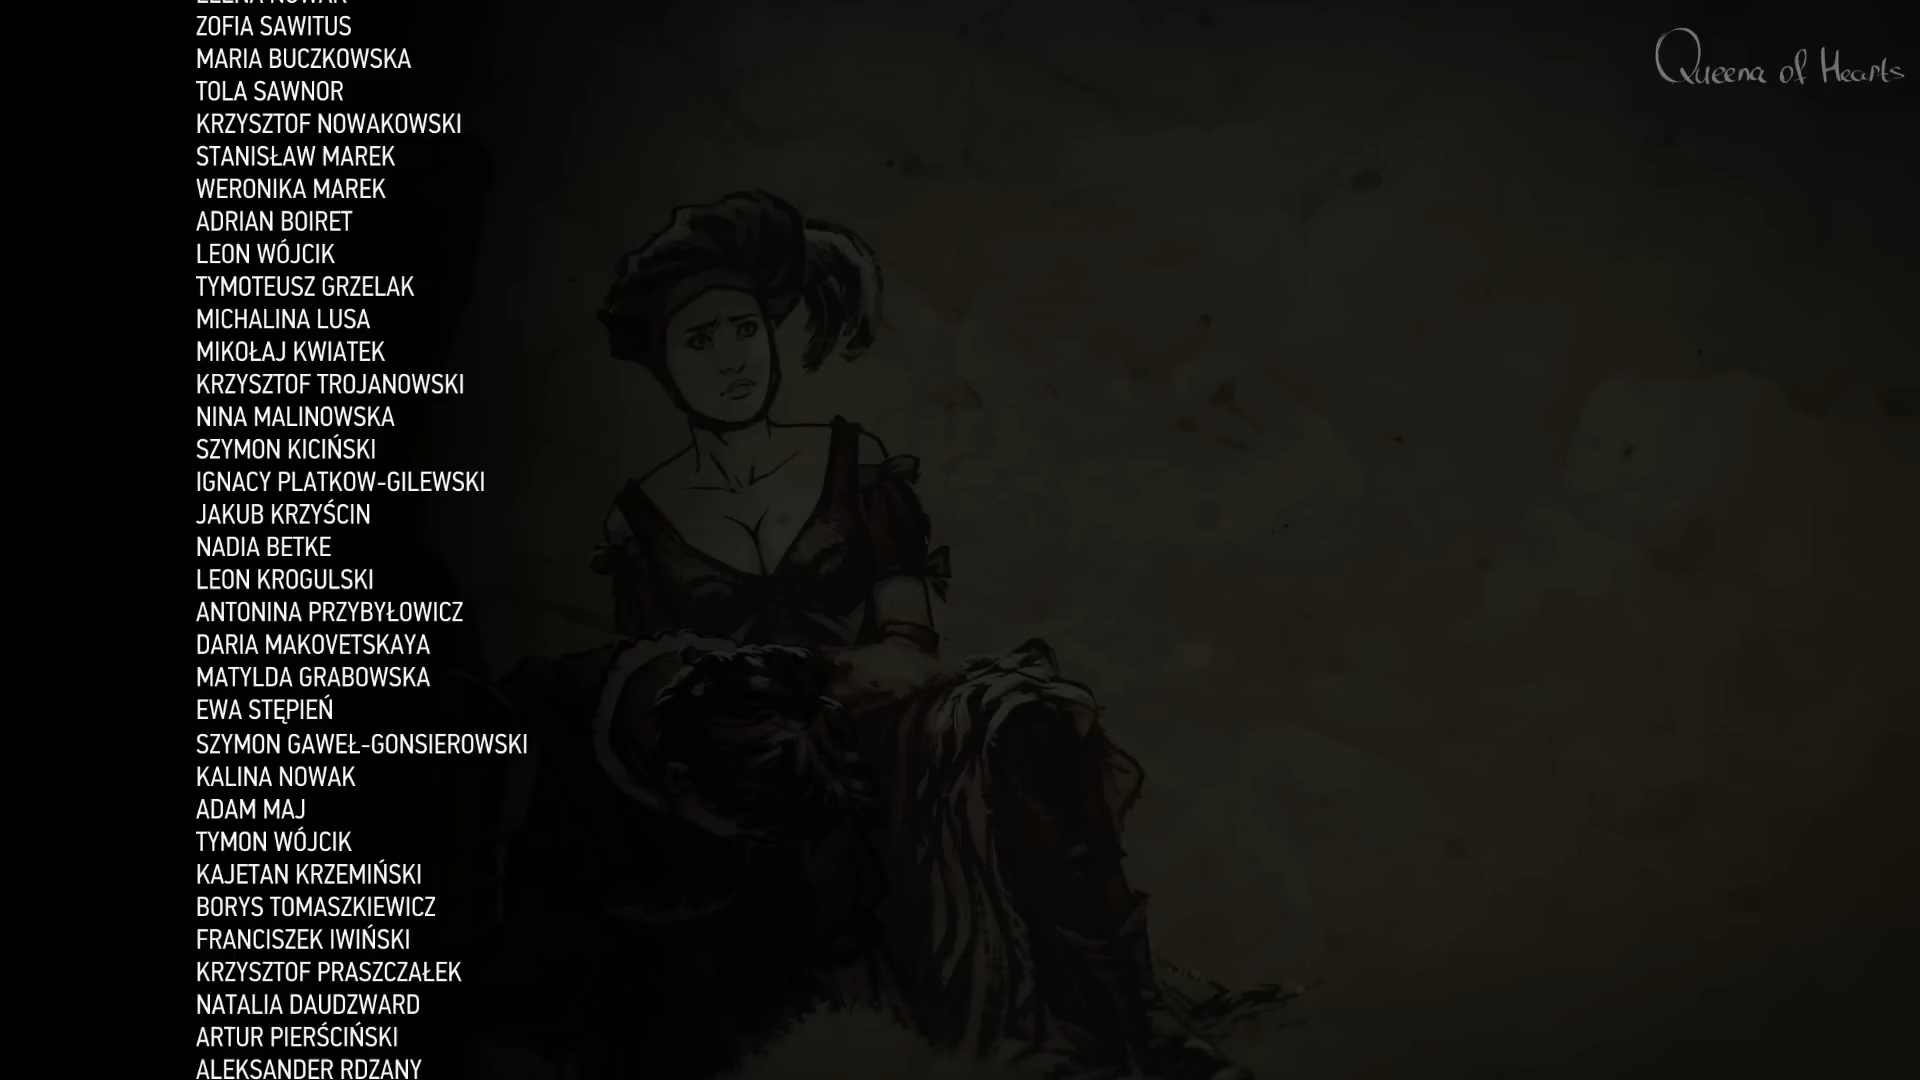 ZOFIA SAWITUS
MARIA BUCZKOWSKA
TOLA SAWNOR
KRZYSZTOF NOWAKOWSKI
STANISŁAW MAREK
WERONIKA MAREK
ADRIAN BOIRET
LEON WÓJCIK
TYMOTEUSZ GRZELAK
MICHALINA LUSA
MIKOŁAJ KWIATEK
KRZYSZTOF TROJANOWSKI
NINA MALINOWSKA
SZYMON KICIŃSKI
IGNACY PLATKOW-GILEWSKI
JAKUB KRZYŚCIN
NADIA BETKE
LEON KROGULSKI
ANTONINA PRZYBYŁOWICZ
DARIA MAKOVETSKAYA
MATYLDA GRABOWSKA
EWA STĘPIEŃ
SZYMON GAWEŁ-GONSIEROWSKI
KALINA NOWAK
ADAM MAJ
TYMON WÓJCIK
KAJETAN KRZEMIŃSKI
BORYS TOMASZKIEWICZ
FRANCISZEK IWIŃSKI
KRZYSZTOF PRASZCZAŁEK
NATALIA DAUDZWARD
ARTUR PIERŚCIŃSKI
ALEKSANDER RDZANY
Queena of Hearts